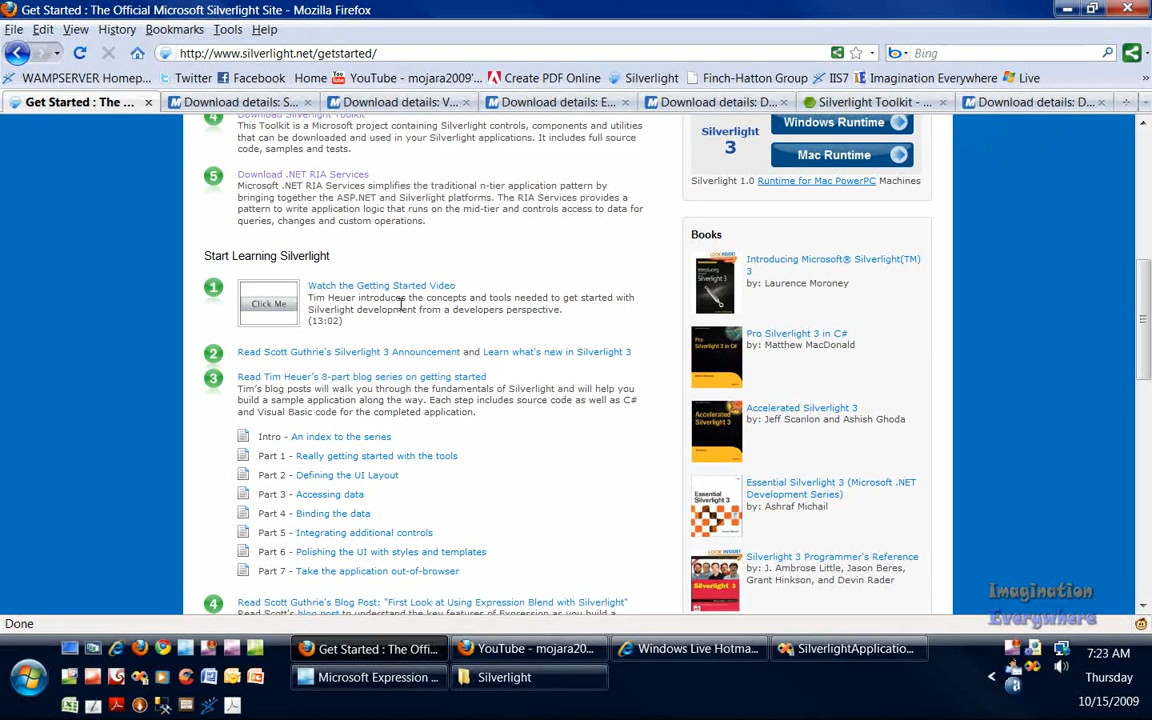 Get Started : The Official Microsoft Silverlight Site - Mozilla Firefox
File Edit View History Bookmarks Tools Help
http://www.silverlight.net/getstarted/
Bing
WAMPSERVER Homep... Twitter Facebook Home YouTube - mojara2009'... Create PDF Online Silverlight Finch-Hatton Group IIS7 Imagination Everywhere Live
Get Started : The ... Download details: S... Download details: V... Download details: E... Download details: D... Silverlight Toolkit - ... Download details: D...
4 Download Silverlight Toolkit
This Toolkit is a Microsoft project containing Silverlight controls, components and utilities
that can be downloaded and used in your Silverlight applications. It includes full source
code, samples and tests.
5 Download .NET RIA Services
Microsoft .NET RIA Services simplifies the traditional n-tier application pattern by
bringing together the ASP.NET and Silverlight platforms. The RIA Services provides a
pattern to write application logic that runs on the mid-tier and controls access to data for
queries, changes and custom operations.
Start Learning Silverlight
1 Click Me
Watch the Getting Started Video
Tim Heuer introduces the concepts and tools needed to get started with
Silverlight development from a developers perspective.
(13:02)
2 Read Scott Guthrie's Silverlight 3 Announcement and Learn what's new in Silverlight 3
3 Read Tim Heuer's 8-part blog series on getting started
Tim's blog posts will walk you through the fundamentals of Silverlight and will help you
build a sample application along the way. Each step includes source code as well as C#
and Visual Basic code for the completed application.
Intro - An index to the series
Part 1 - Really getting started with the tools
Part 2 - Defining the UI Layout
Part 3 - Accessing data
Part 4 - Binding the data
Part 5 - Integrating additional controls
Part 6 - Polishing the UI with styles and templates
Part 7 - Take the application out-of-browser
4 Read Scott Guthrie's Blog Post: "First Look at Using Expression Blend with Silverlight"
Read Scott's blog post to understand the key features of Expression as you build a
Silverlight
3
Windows Runtime
Mac Runtime
Silverlight 1.0 Runtime for Mac PowerPC Machines
Books
Introducing Microsoft® Silverlight(TM)
3
by: Laurence Moroney
Pro Silverlight 3 in C#
by: Matthew MacDonald
Accelerated Silverlight 3
by: Jeff Scanlon and Ashish Ghoda
Essential Silverlight 3 (Microsoft .NET
Development Series)
by: Ashraf Michail
Silverlight 3 Programmer's Reference
by: J. Ambrose Little, Jason Beres,
Grant Hinkson, and Devin Rader
Imagination
Everywhere
Done
Get Started : The Offi... YouTube - mojara20... Windows Live Hotma... SilverlightApplicatio...
Microsoft Expression ... Silverlight
7:23 AM
Thursday
10/15/2009